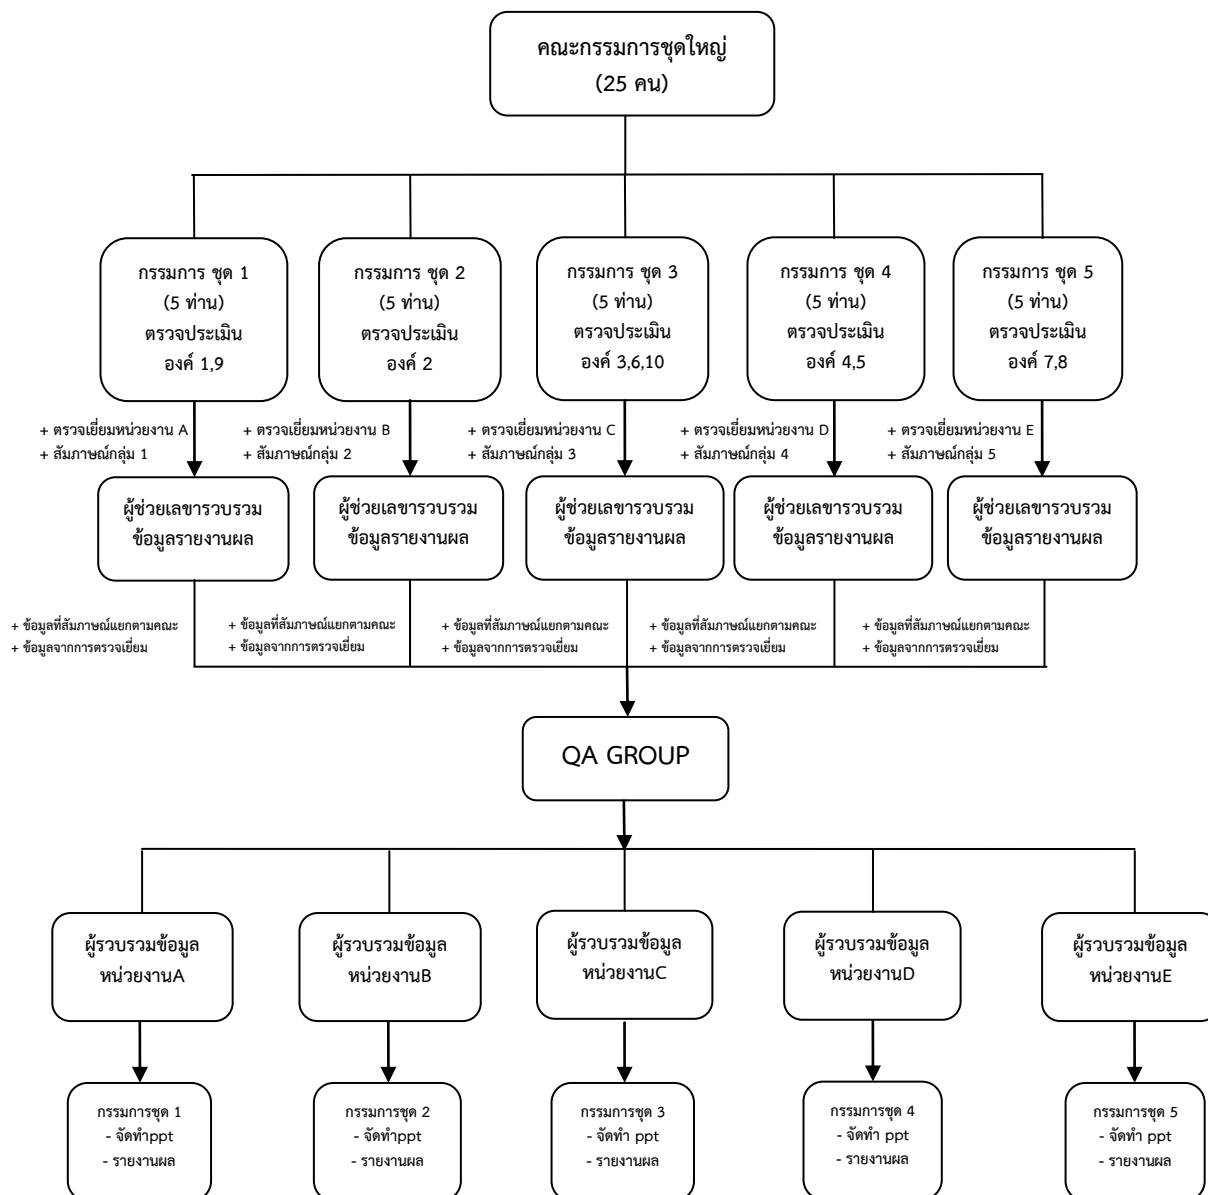 คณะกรรมการชุดใหญ่
(25 คน)
กรรมการ ชุด 1
(5 ท่าน)
ตรวจประเมิน
องค์ 1,9
กรรมการ ชุด 2
(5 ท่าน)
ตรวจประเมิน
องค์ 2
กรรมการ ชุด 3
(5 ท่าน)
ตรวจประเมิน
องค์ 3,6,10
กรรมการ ชุด 4
(5 ท่าน)
ตรวจประเมิน
องค์ 4,5
กรรมการ ชุด 5
(5 ท่าน)
ตรวจประเมิน
องค์ 7,8
+ ตรวจเยี่ยมหน่วยงาน A
+ สัมภาษณ์กลุ่ม 1
+ ตรวจเยี่ยมหน่วยงาน B
+ สัมภาษณ์กลุ่ม 2
+ ตรวจเยี่ยมหน่วยงาน C
+ สัมภาษณ์กลุ่ม 3
+ ตรวจเยี่ยมหน่วยงาน D
+ สัมภาษณ์กลุ่ม 4
+ ตรวจเยี่ยมหน่วยงาน E
+ สัมภาษณ์กลุ่ม 5
ผู้ช่วยเลขารวบรวม
ข้อมูลรายงานผล
ผู้ช่วยเลขารวบรวม
ข้อมูลรายงานผล
ผู้ช่วยเลขารวบรวม
ข้อมูลรายงานผล
ผู้ช่วยเลขารวบรวม
ข้อมูลรายงานผล
ผู้ช่วยเลขารวบรวม
ข้อมูลรายงานผล
+ ข้อมูลที่สัมภาษณ์แยกตามคณะ
+ ข้อมูลจากการตรวจเยี่ยม
+ ข้อมูลที่สัมภาษณ์แยกตามคณะ
+ ข้อมูลจากการตรวจเยี่ยม
+ ข้อมูลที่สัมภาษณ์แยกตามคณะ
+ ข้อมูลจากการตรวจเยี่ยม
+ ข้อมูลที่สัมภาษณ์แยกตามคณะ
+ ข้อมูลจากการตรวจเยี่ยม
+ ข้อมูลที่สัมภาษณ์แยกตามคณะ
+ ข้อมูลจากการตรวจเยี่ยม
QA GROUP
ผู้รวบรวมข้อมูล
หน่วยงานA
ผู้รวบรวมข้อมูล
หน่วยงานB
ผู้รวบรวมข้อมูล
หน่วยงานC
ผู้รวบรวมข้อมูล
หน่วยงานD
ผู้รวบรวมข้อมูล
หน่วยงานE
กรรมการชุด 1
- จัดทำppt
- รายงานผล
กรรมการชุด 2
- จัดทำppt
- รายงานผล
กรรมการชุด 3
- จัดทำ ppt
- รายงานผล
กรรมการชุด 4
- จัดทำ ppt
- รายงานผล
กรรมการชุด 5
- จัดทำ ppt
- รายงานผล